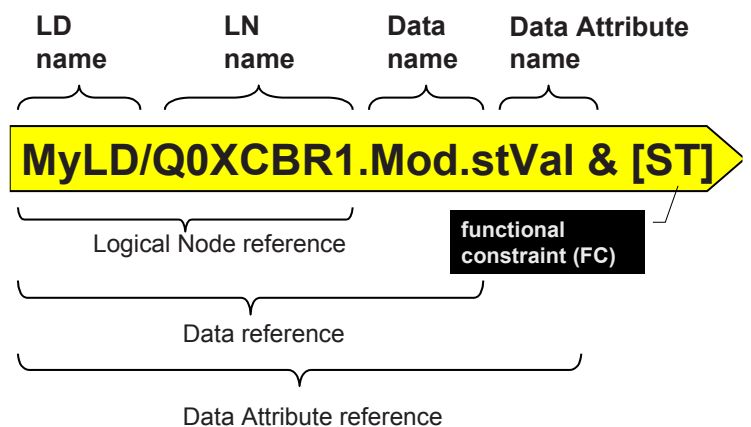 LD name
LN name
Data name
Data Attribute name
MyLD/Q0XCBR1.Mod.stVal & [ST]
Logical Node reference
functional
constraint (FC)
Data reference
Data Attribute reference